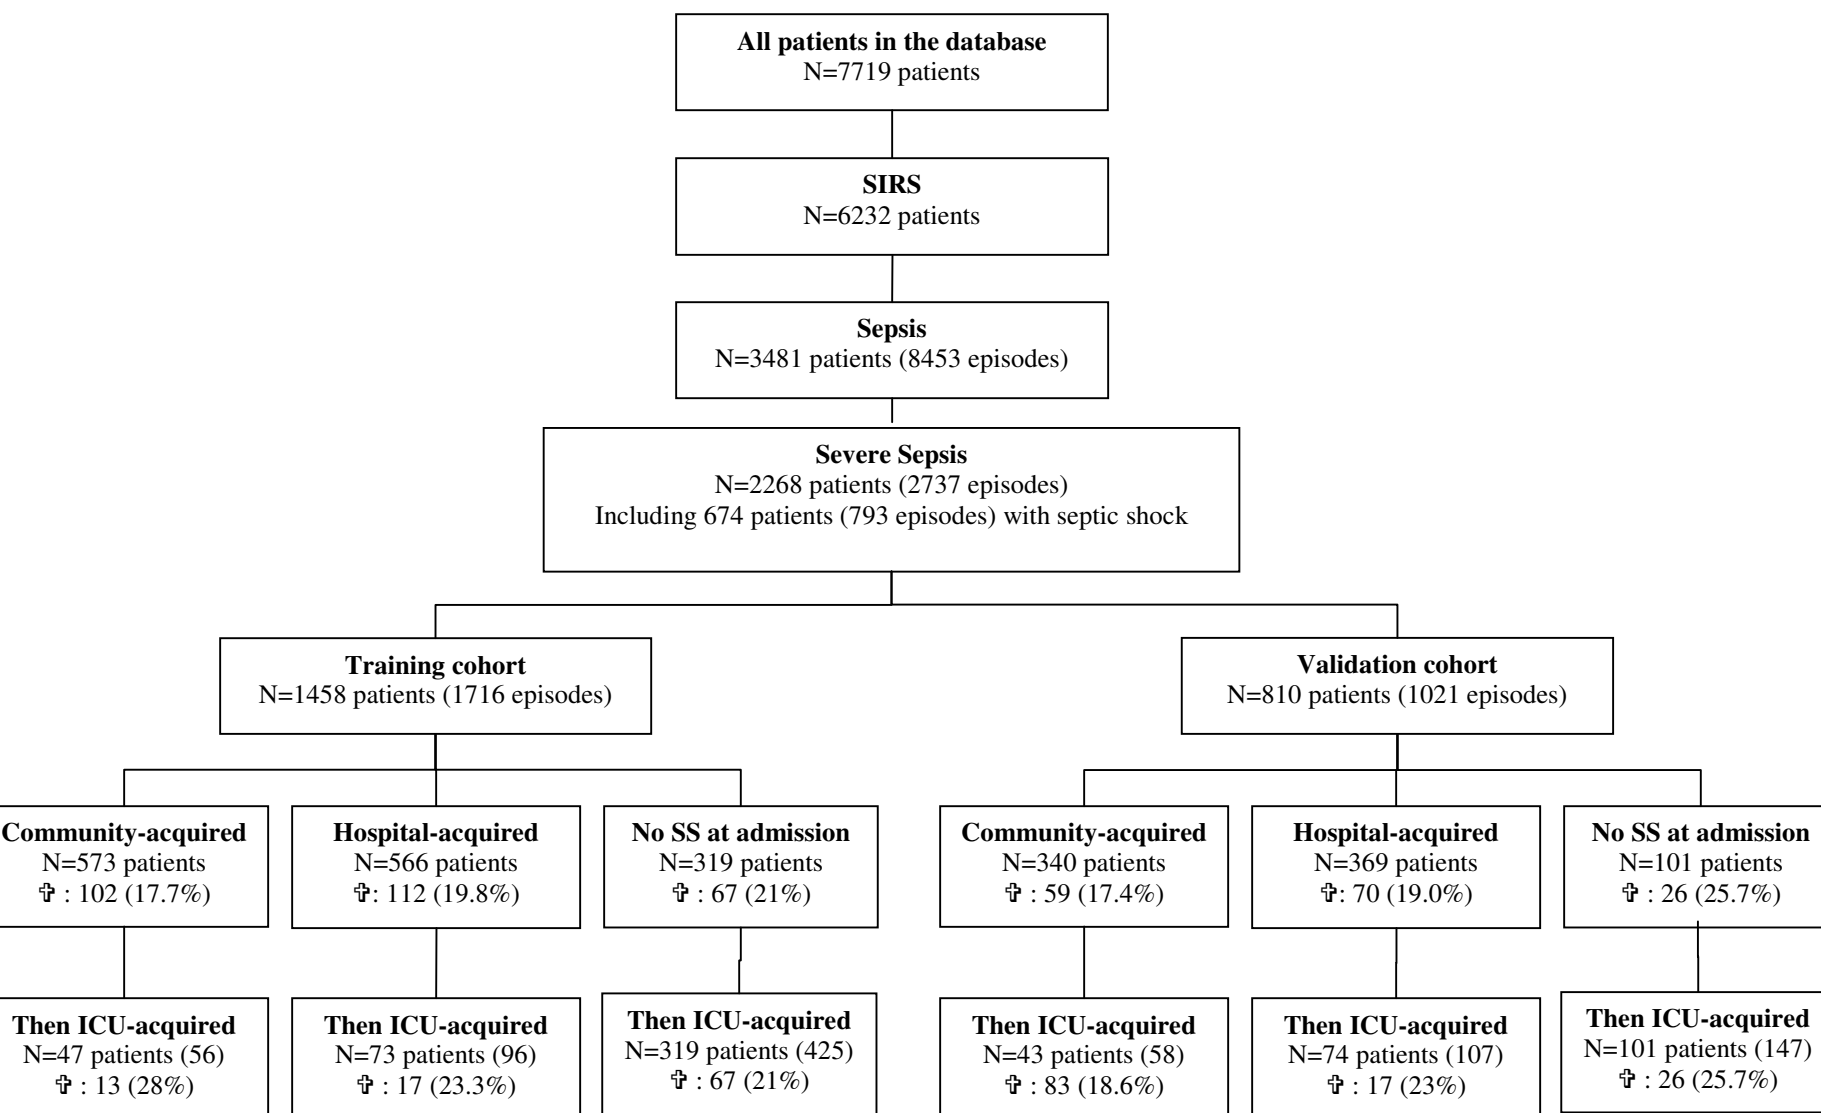 All patients in the database
N=7719 patients
SIRS
N=6232 patients
Sepsis
N=3481 patients (8453 episodes)
Severe Sepsis
N=2268 patients (2737 episodes)
Including 674 patients (793 episodes) with septic shock
Training cohort
N=1458 patients (1716 episodes)
Validation cohort
N=810 patients (1021 episodes)
Community-acquired
N=573 patients
✞ : 102 (17.7%)
Hospital-acquired
N=566 patients
✞: 112 (19.8%)
No SS at admission
N=319 patients
✞ : 67 (21%)
Community-acquired
N=340 patients
✞ : 59 (17.4%)
Hospital-acquired
N=369 patients
✞: 70 (19.0%)
No SS at admission
N=101 patients
✞ : 26 (25.7%)
Then ICU-acquired
N=47 patients (56)
✞ : 13 (28%)
Then ICU-acquired
N=73 patients (96)
✞ : 17 (23.3%)
Then ICU-acquired
N=319 patients (425)
✞ : 67 (21%)
Then ICU-acquired
N=43 patients (58)
✞ : 83 (18.6%)
Then ICU-acquired
N=74 patients (107)
✞ : 17 (23%)
Then ICU-acquired
N=101 patients (147)
✞ : 26 (25.7%)